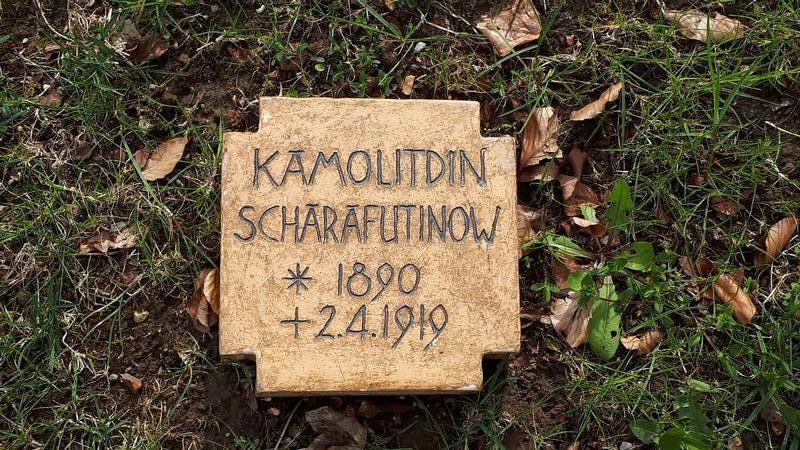 KĀMOLITDIN
SCHĀRĀFUTINOW
* 1890
+2.4.1919